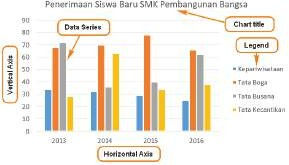 Penerimaan Siswa Baru SMK Pembangunan Bangsa
Chart title
Data Series
Legend
90
80
70
60
50
40
30
20
10
0
Vertical Axis
Kepariwisataan
Tata Boga
Tata Busana
Tata Kecantikan
2013
2014
2015
2016
Horizontal Axis